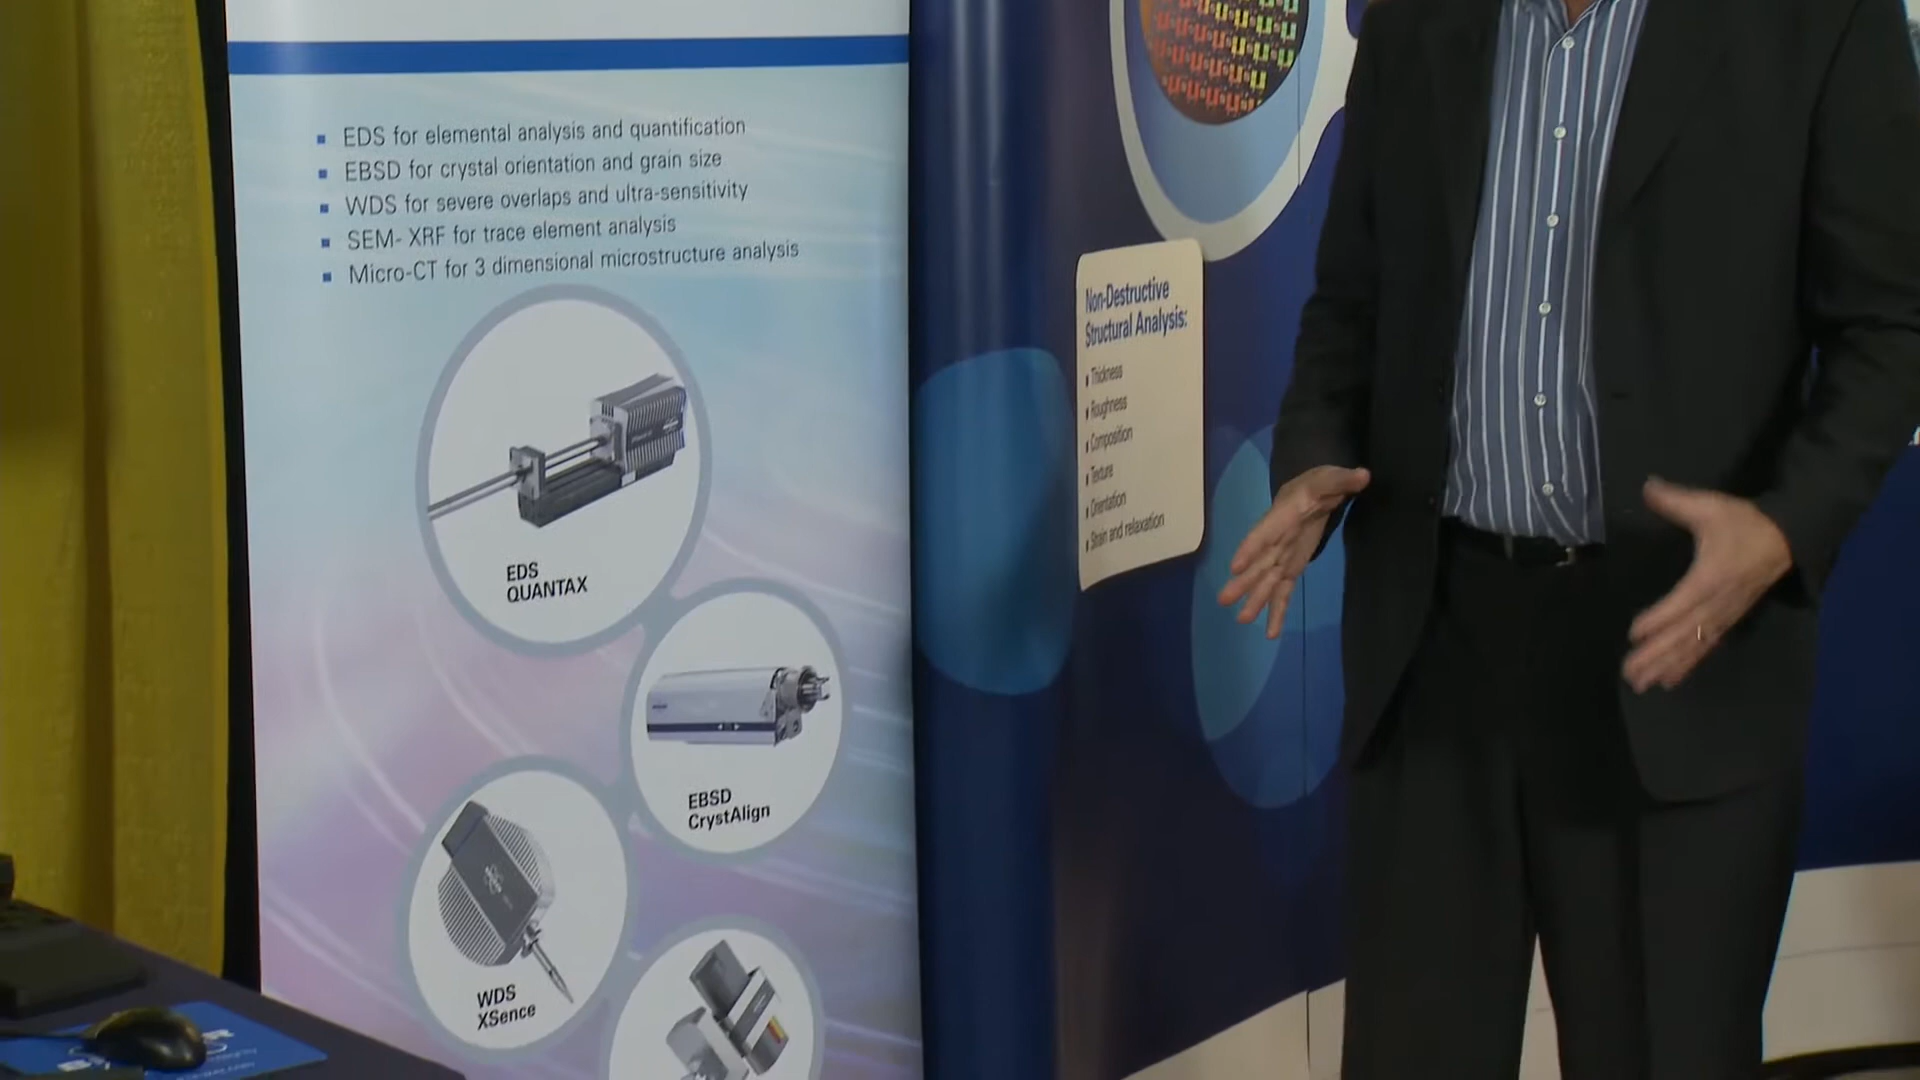 EDS for elemental analysis and quantification
EBSD for crystal orientation and grain size
WDS for severe overlaps and ultra-sensitivity
SEM- XRF for trace element analysis
Micro-CT for 3 dimensional microstructure analysis
EDS
QUANTAX
EBSD
CrystAlign
WDS
XSence
Non-Destructive
Structural Analysis:
Thickness
Roughness
Composition
Texture
Orientation
Strain and relaxation